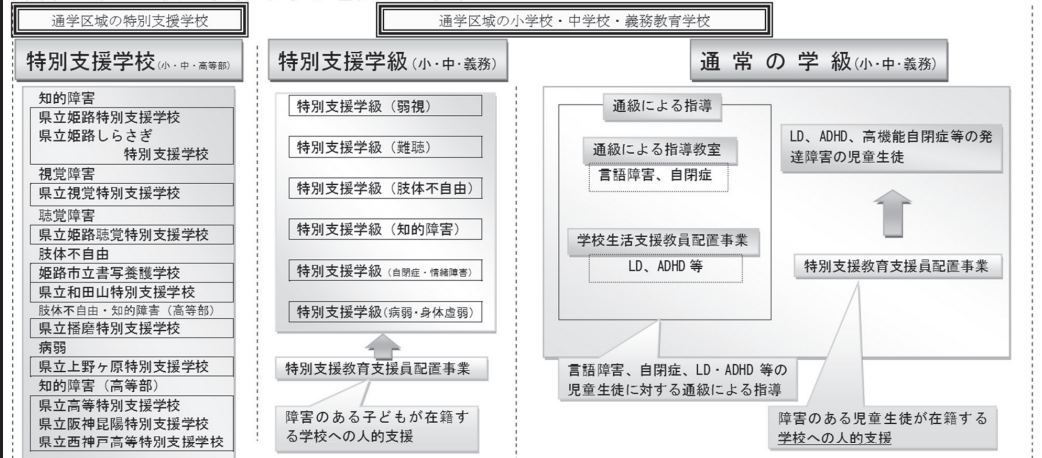 通学区域の特別支援学校
通学区域の小学校・中学校・義務教育学校
特別支援学校(小・中・高等部)
知的障害
県立姫路特別支援学校
県立姫路しらさぎ
特別支援学校
視覚障害
県立視覚特別支援学校
聴覚障害
県立姫路聴覚特別支援学校
肢体不自由
姫路市立書写養護学校
県立和田山特別支援学校
肢体不自由・知的障害(高等部)
県立播磨特別支援学校
病弱
県立上野ヶ原特別支援学校
知的障害(高等部)
県立高等特別支援学校
県立阪神昆陽特別支援学校
県立西神戸高等特別支援学校
特別支援学級(小・中・義務)
特別支援学級(弱視)
特別支援学級(難聴)
特別支援学級(肢体不自由)
特別支援学級(知的障害)
特別支援学級(自閉症・情緒障害)
特別支援学級(病弱・身体虚弱)
特別支援教育支援員配置事業
障害のある子どもが在籍す
る学校への人的支援
通常の学級(小・中・義務)
通級による指導
通級による指導教室
言語障害、自閉症
学校生活支援教員配置事業
LD、ADHD 等
言語障害、自閉症、LD・ADHD 等の
児童生徒に対する通級による指導
LD、ADHD、高機能自閉症等の発
達障害の児童生徒
特別支援教育支援員配置事業
障害のある児童生徒が在籍する
学校への人的支援